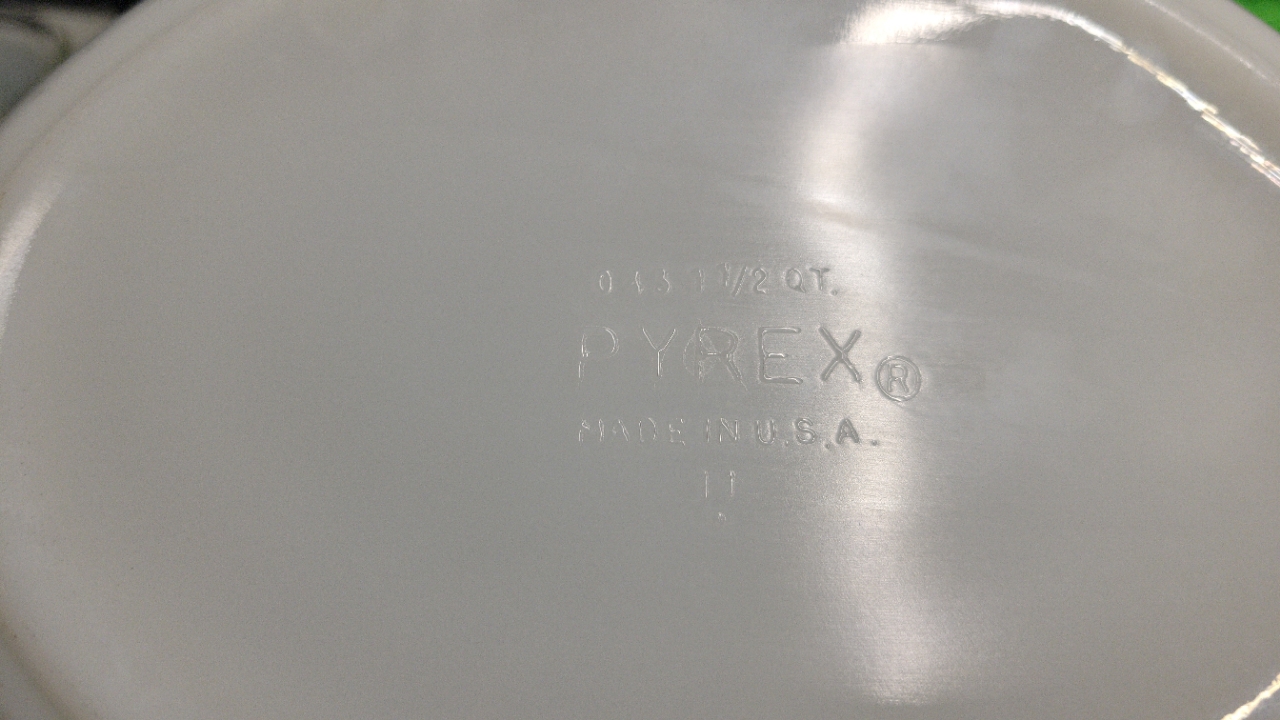 043 1 1/2 QT.
PYREX®
MADE IN U.S.A.
11